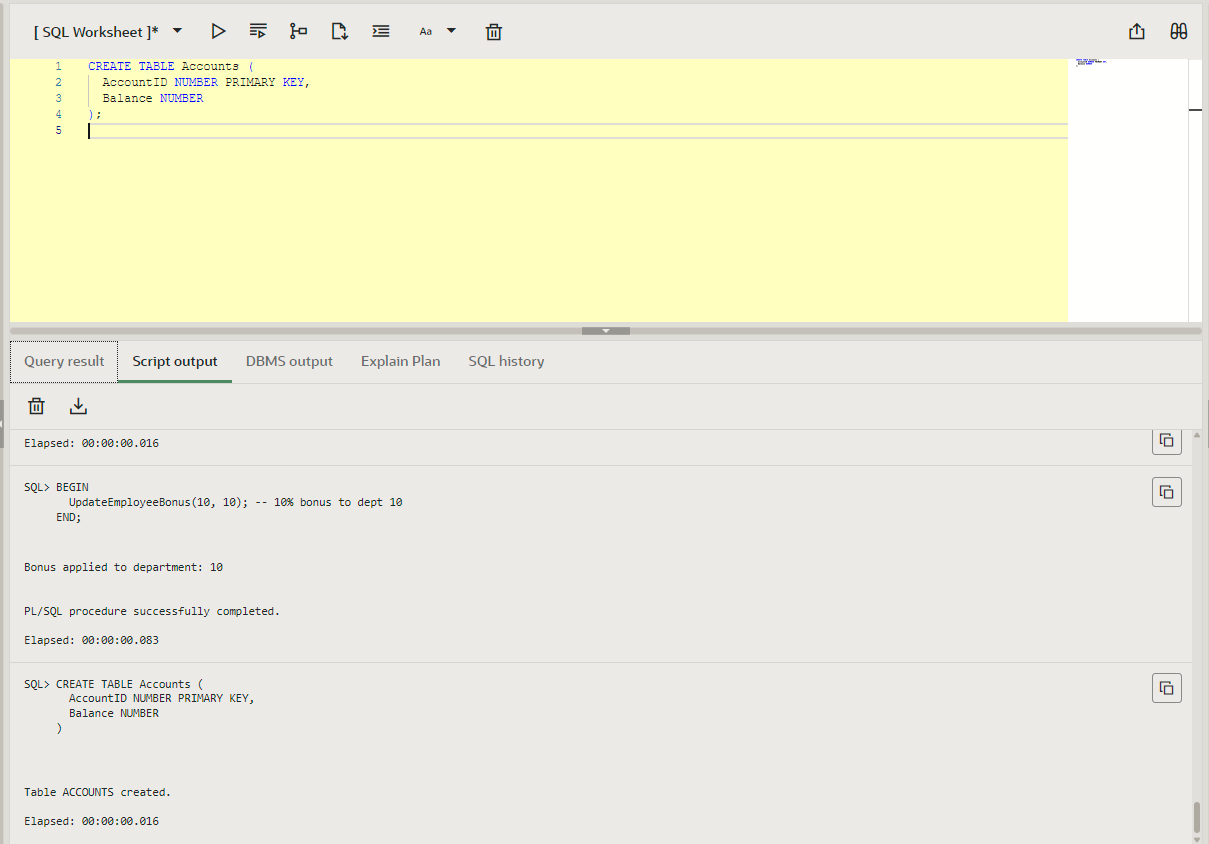 [ SQL Worksheet ]*
Aa
1 CREATE TABLE Accounts (
2 AccountID NUMBER PRIMARY KEY,
3 Balance NUMBER
4 );
5
Query result Script output DBMS output Explain Plan SQL history
Elapsed: 00:00:00.016
SQL> BEGIN
UpdateEmployeeBonus(10, 10); -- 10% bonus to dept 10
END;
Bonus applied to department: 10
PL/SQL procedure successfully completed.
Elapsed: 00:00:00.083
SQL> CREATE TABLE Accounts (
AccountID NUMBER PRIMARY KEY,
Balance NUMBER
)
Table ACCOUNTS created.
Elapsed: 00:00:00.016